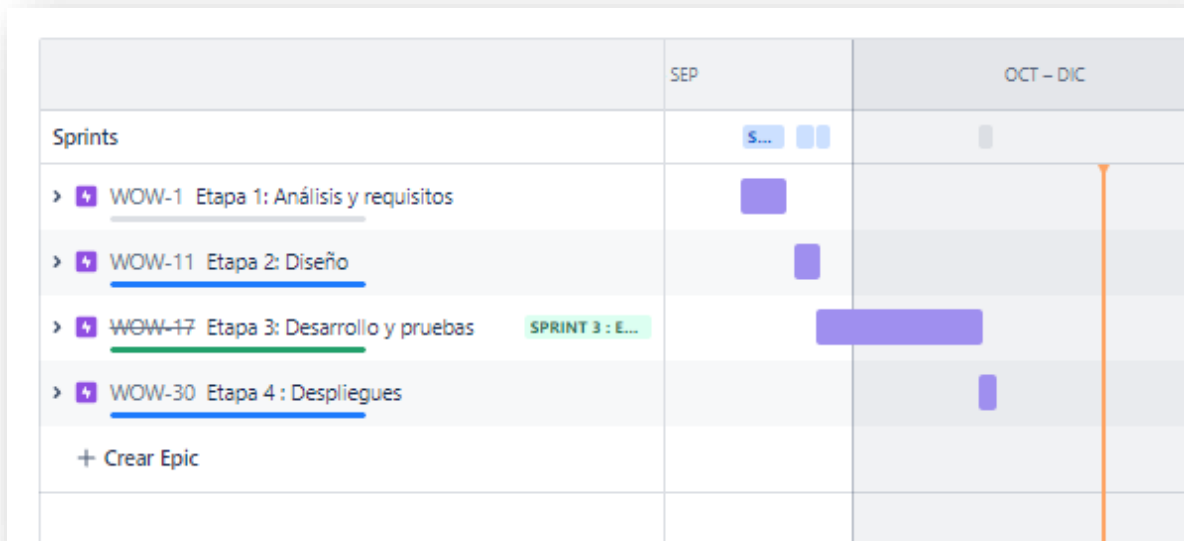 SEP
OCT – DIC
Sprints
S...
WOW-1 Etapa 1: Análisis y requisitos
WOW-11 Etapa 2: Diseño
WOW-17 Etapa 3: Desarrollo y pruebas SPRINT 3 : E...
WOW-30 Etapa 4 : Despliegues
+ Crear Epic